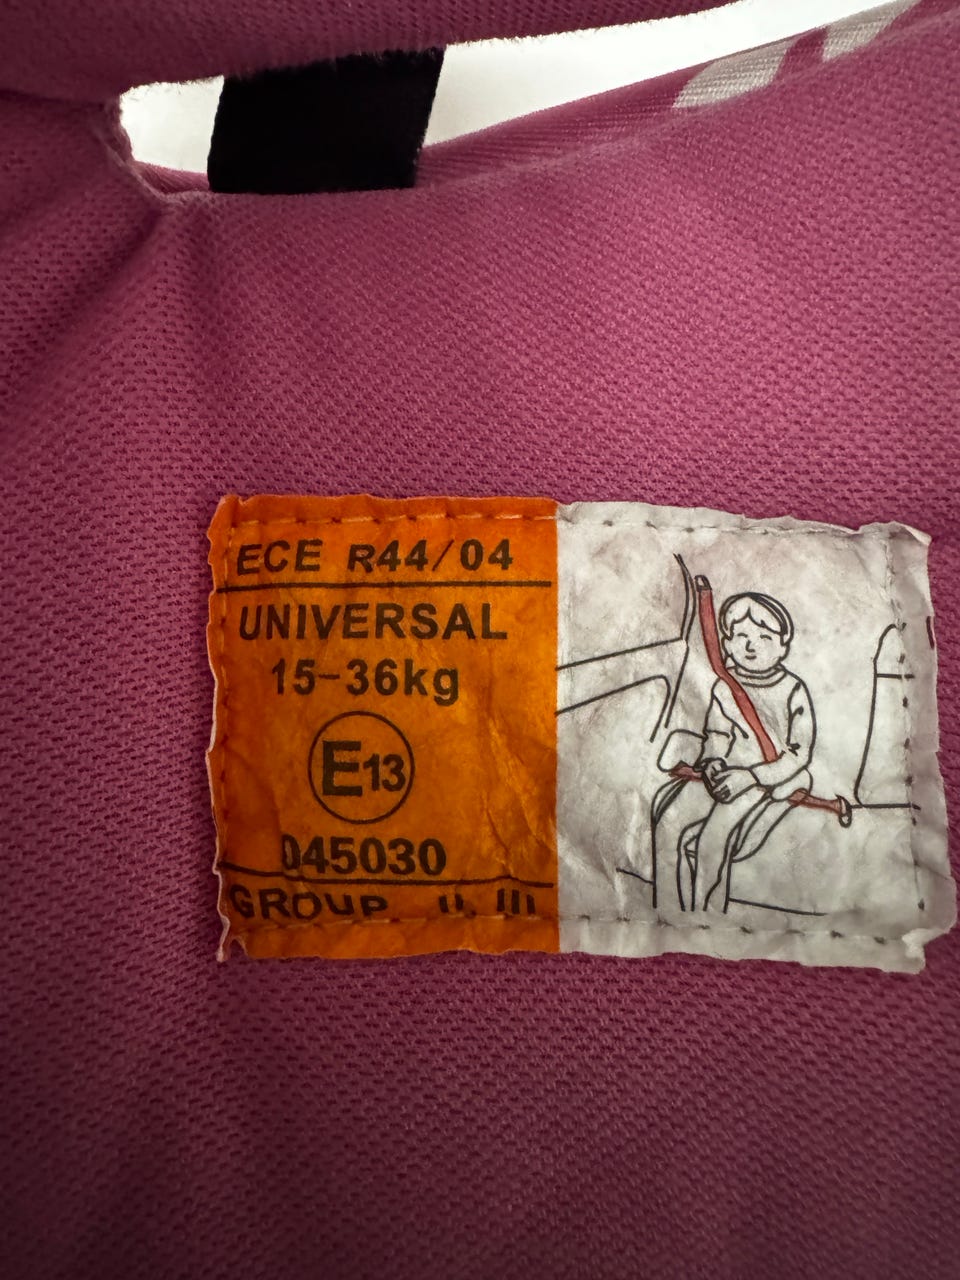 ECE R44/04
UNIVERSAL
15-36kg
E13
045030
GROUP II, III